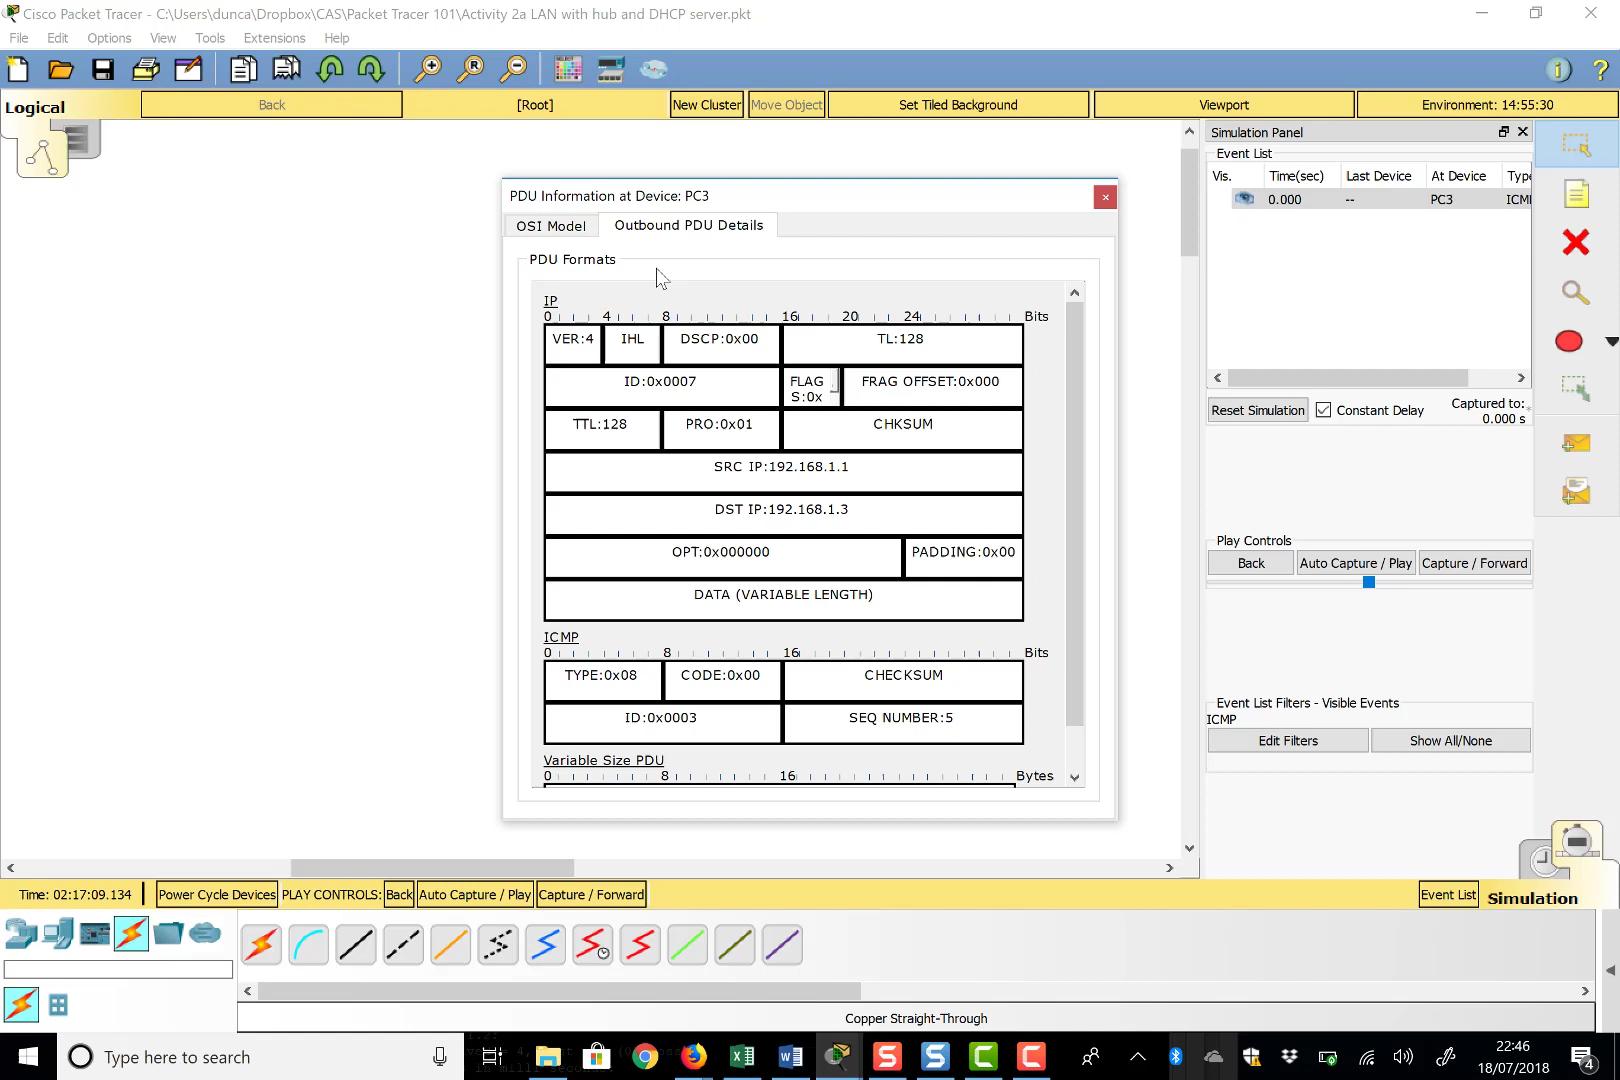 Cisco Packet Tracer - C:\Users\dunca\Dropbox\CAS\Packet Tracer 101\Activity 2a LAN with hub and DHCP server.pkt
File Edit Options View Tools Extensions Help
Logical Back [Root] New Cluster Move Object Set Tiled Background Viewport Environment: 14:55:30
PDU Information at Device: PC3
OSI Model Outbound PDU Details
PDU Formats
IP
0 4 8 16 20 24 Bits
VER:4 IHL DSCP:0x00 TL:128
ID:0x0007 FLAG S:0x FRAG OFFSET:0x000
TTL:128 PRO:0x01 CHKSUM
SRC IP:192.168.1.1
DST IP:192.168.1.3
OPT:0x000000 PADDING:0x00
DATA (VARIABLE LENGTH)
ICMP
0 8 16 Bits
TYPE:0x08 CODE:0x00 CHECKSUM
ID:0x0003 SEQ NUMBER:5
Variable Size PDU
0 8 16 Bytes
Simulation Panel
Event List
Vis. Time(sec) Last Device At Device Type
0.000 -- PC3 ICMI
Reset Simulation Constant Delay Captured to:
0.000 s
Play Controls
Back Auto Capture / Play Capture / Forward
Event List Filters - Visible Events
ICMP
Edit Filters Show All/None
Time: 02:17:09.134 Power Cycle Devices PLAY CONTROLS: Back Auto Capture / Play Capture / Forward Event List Simulation
Copper Straight-Through
Type here to search
22:46
18/07/2018
4